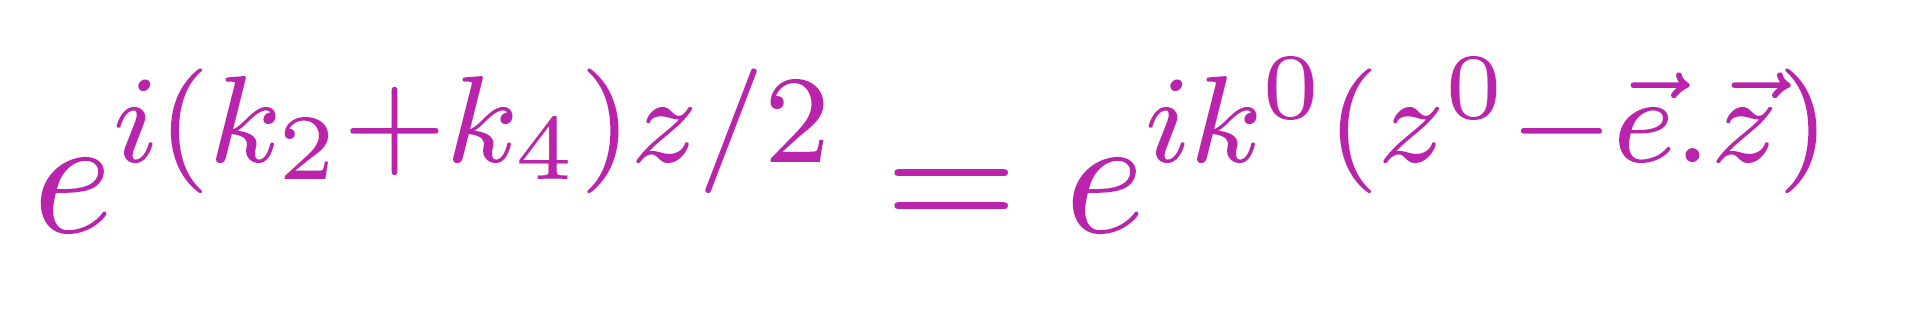 e^{i(k_2+k_4)z/2} = e^{ik^0(z^0-\vec{e}.\vec{z})}